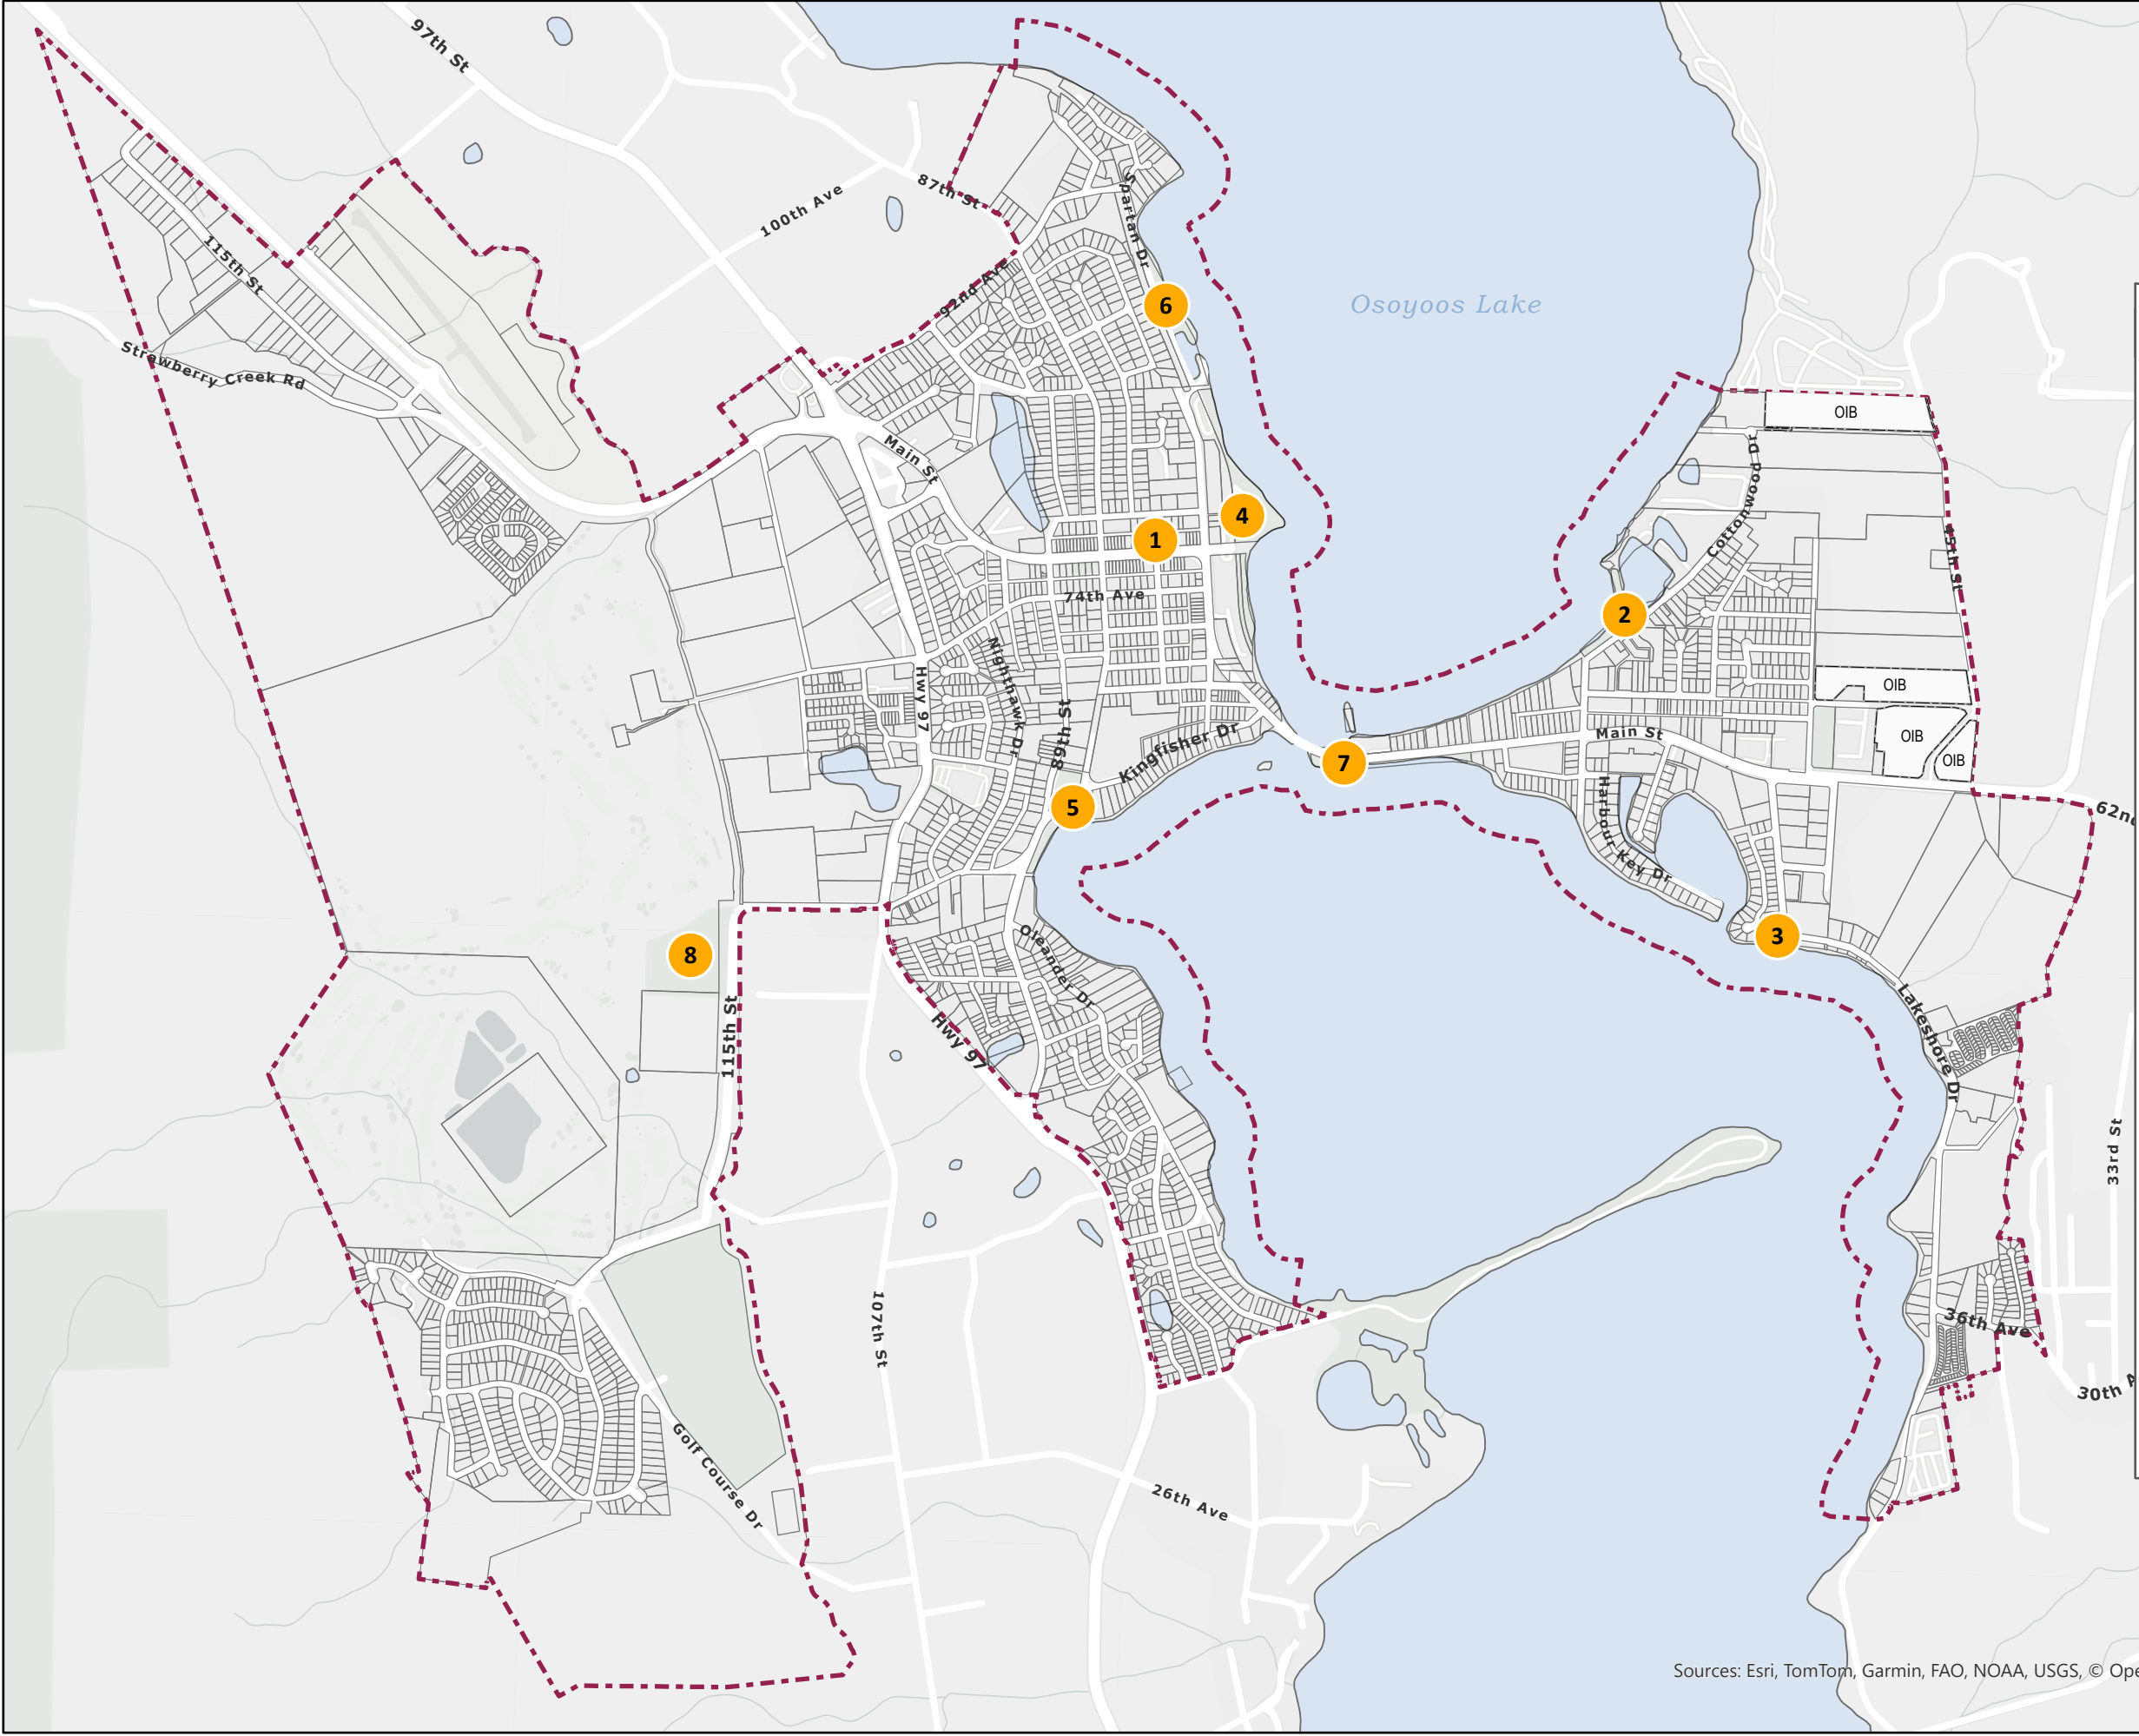 97th St
87th St
100th Ave
Spartan Dr
115th St
92nd Ave
6
Osoyoos Lake
Strawberry Creek Rd
OIB
Main St
Cottonwood Dr
4
1
45th St
74th Ave
2
Nighthawk Dr
Hwy 97
OIB
89th St
Kingfisher Dr
Main St
OIB
7
OIB
Harbour Key Dr
5
62nd
Oleander Dr
3
8
115th St
Hwy 97
Lakeshore Dr
33rd St
107th St
36th Ave
30th A
Golf Course Dr
26th Ave
Sources: Esri, TomTom, Garmin, FAO, NOAA, USGS, © Ope